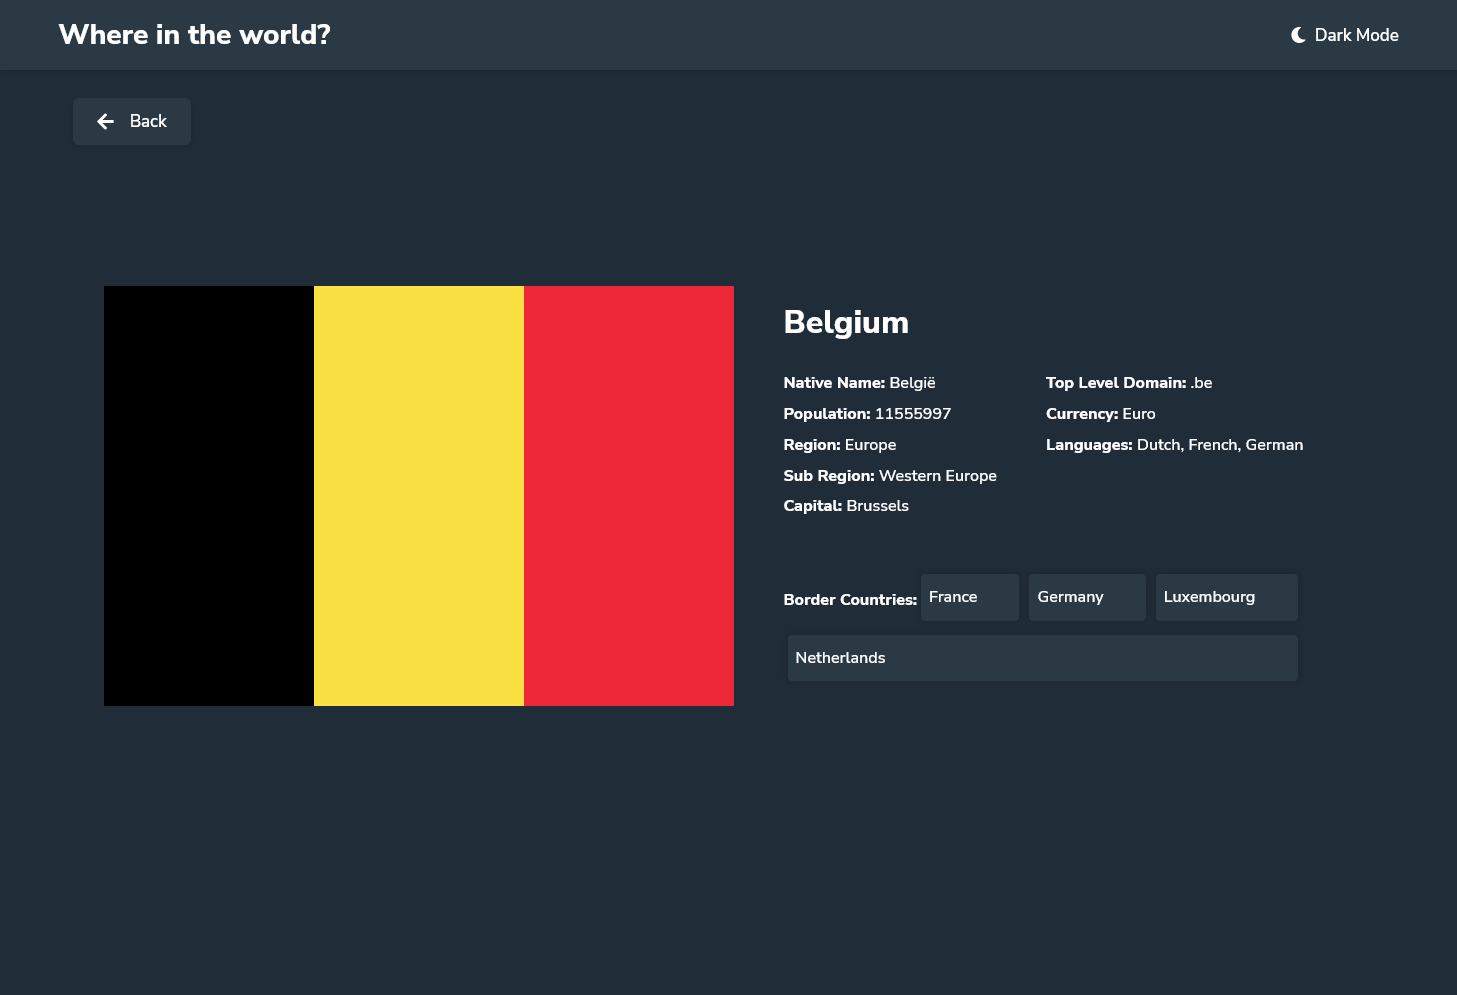 Where in the world?
Dark Mode
Back
Belgium
Native Name: België
Population: 11555997
Region: Europe
Sub Region: Western Europe
Capital: Brussels
Top Level Domain: .be
Currency: Euro
Languages: Dutch, French, German
Border Countries: France Germany Luxembourg
Netherlands